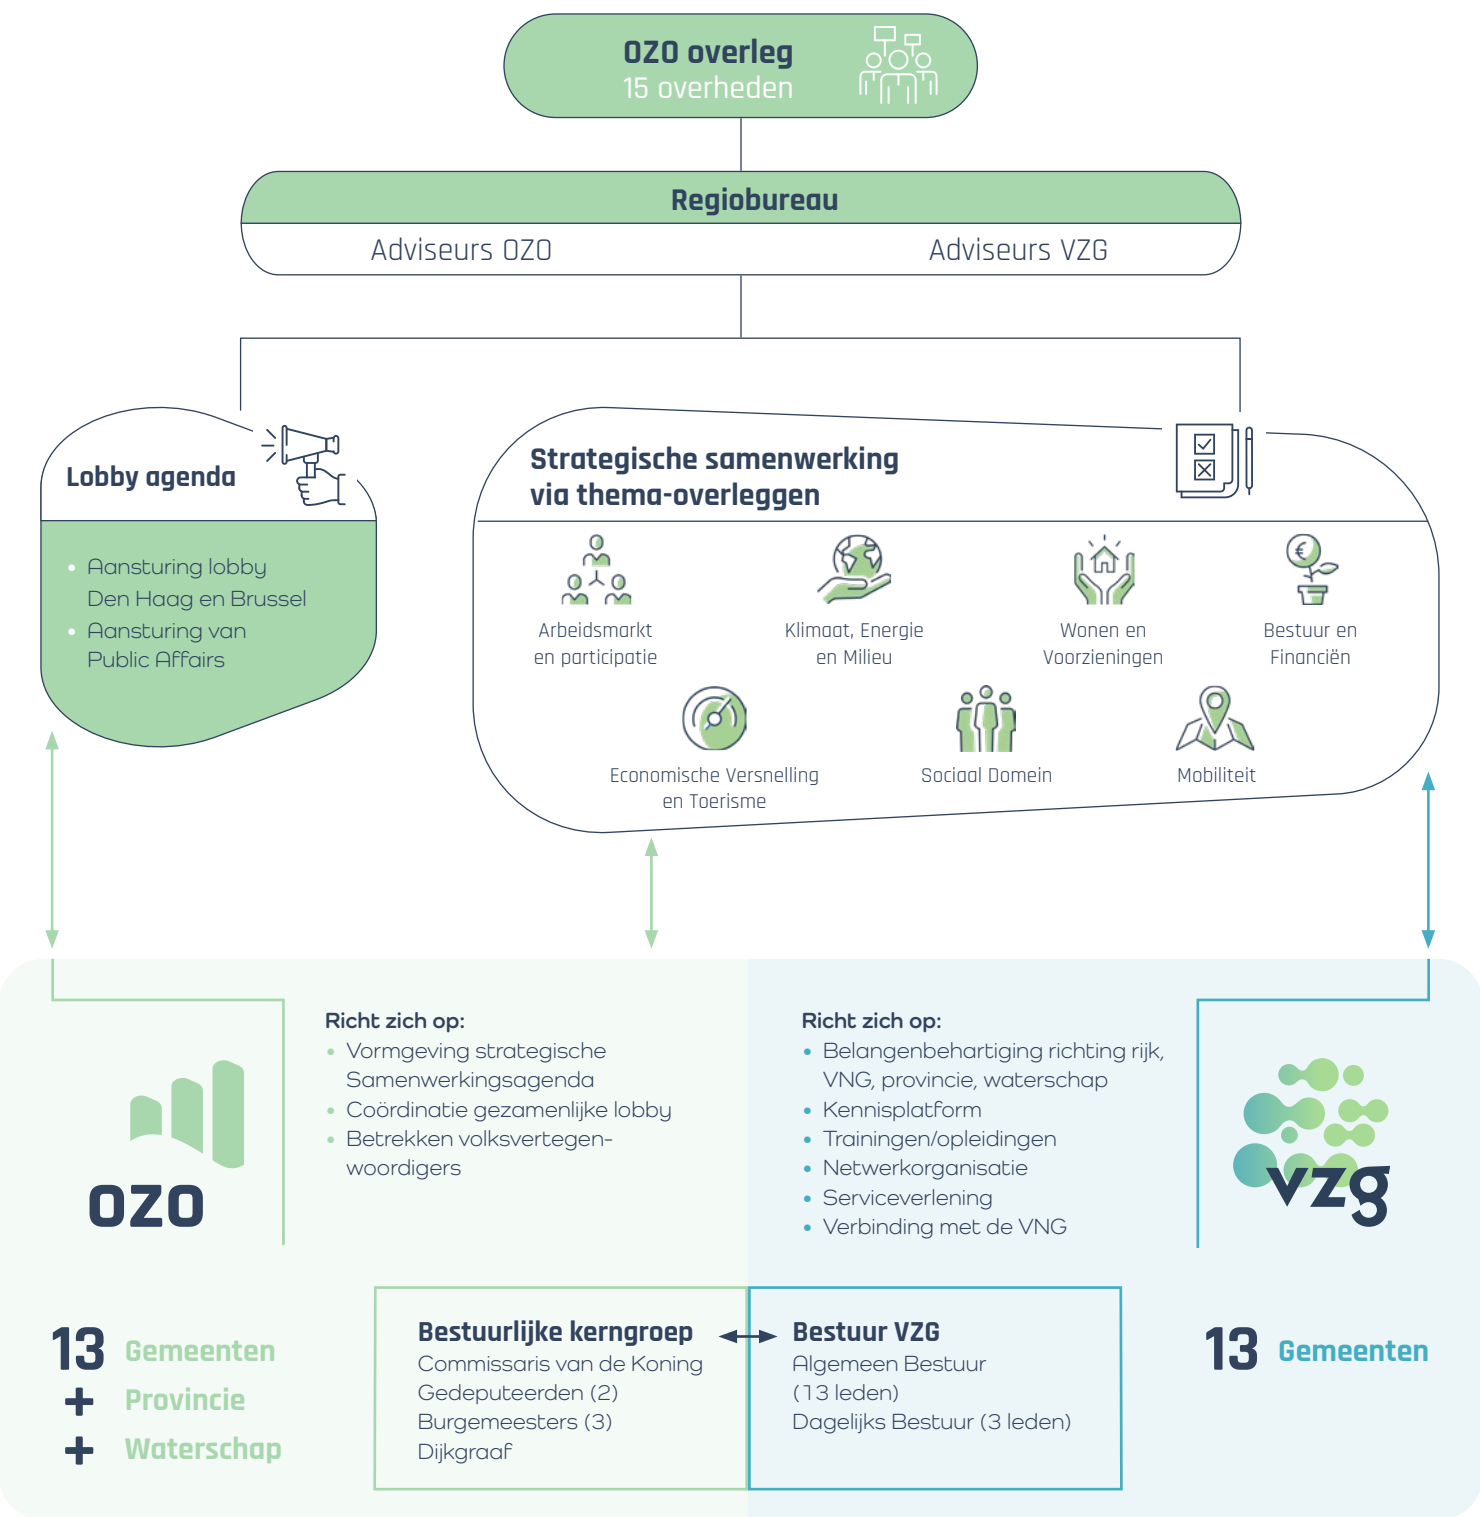 OZO overleg
15 overheden
Regiobureau
Adviseurs OZO
Adviseurs VZG
Lobby agenda
• Aansturing lobby
Den Haag en Brussel
• Aansturing van
Public Affairs
Strategische samenwerking
via thema-overleggen
Arbeidsmarkt
en participatie
Klimaat, Energie
en Milieu
Wonen en
Voorzieningen
Bestuur en
Financiën
Economische Versnelling
en Toerisme
Sociaal Domein
Mobiliteit
ozo
Richt zich op:
• Vormgeving strategische
Samenwerkingsagenda
• Coördinatie gezamenlijke lobby
• Betrekken volksvertegen-
woordigers
Richt zich op:
• Belangenbehartiging richting rijk,
VNG, provincie, waterschap
• Kennisplatform
• Trainingen/opleidingen
• Netwerkorganisatie
• Serviceverlening
• Verbinding met de VNG
vzg
13 Gemeenten
+ Provincie
+ Waterschap
Bestuurlijke kerngroep
Commissaris van de Koning
Gedeputeerden (2)
Burgemeesters (3)
Dijkgraaf
Bestuur VZG
Algemeen Bestuur
(13 leden)
Dagelijks Bestuur (3 leden)
13 Gemeenten